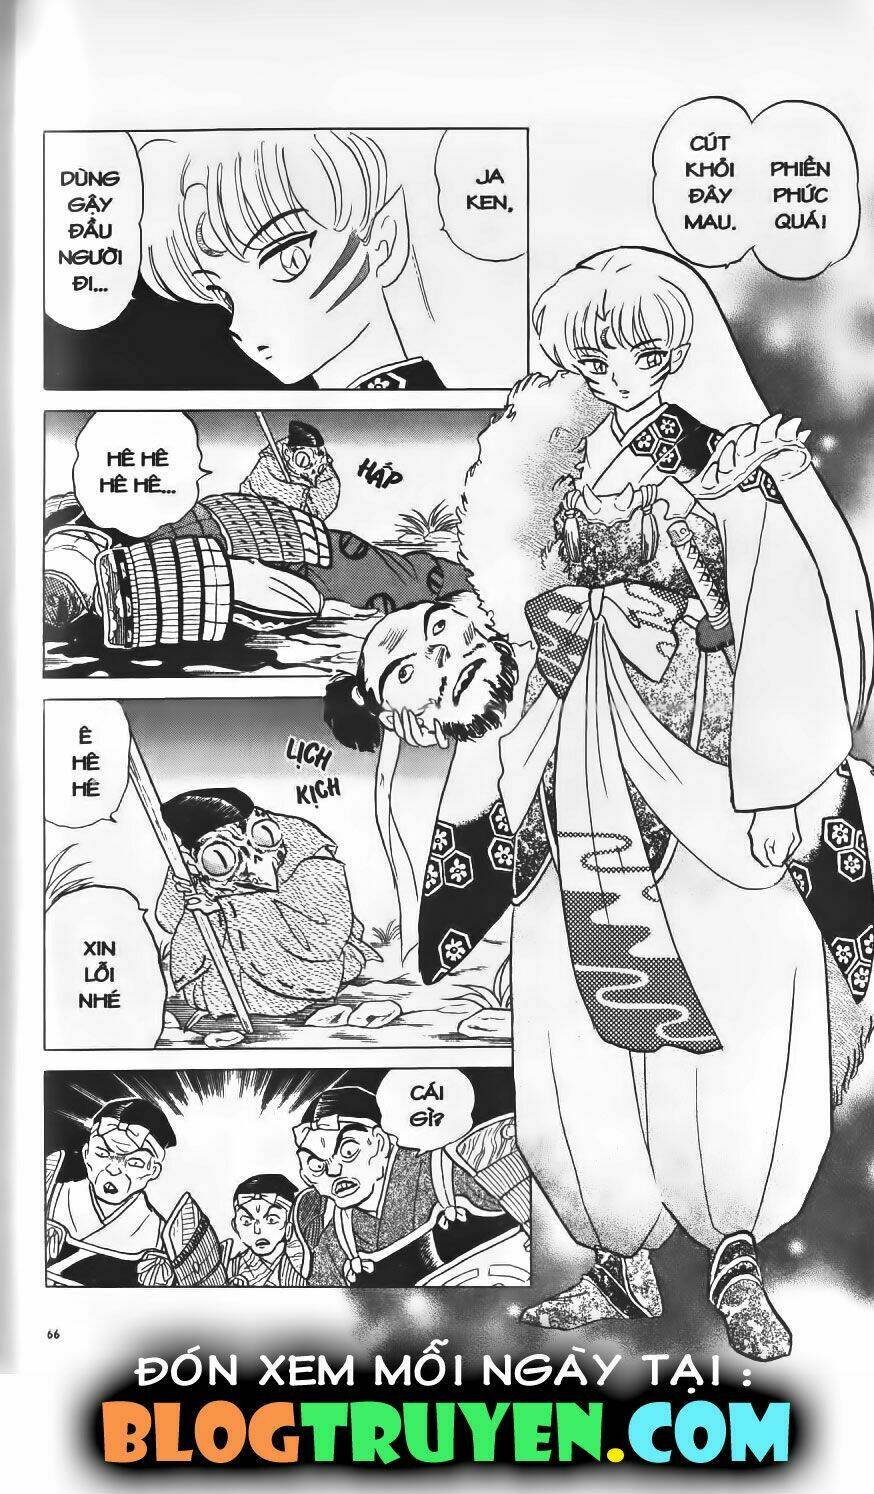 PHIỀN
PHỨC
QUÁ!
CÚT
KHỎI
ĐÂY
MAU.
JA
KEN,
DÙNG
GẬY
ĐẦU
NGƯỜI
ĐI...
HÊ HÊ
HÊ HÊ...
HẤP
Ê
HÊ
HÉ
LỊCH
KỊCH
XIN
LỖI
NHÉ
CÁI
GÌ?
66
ĐÓN XEM MỖI NGÀY TẠI :
BLOGTRUYEN.COM